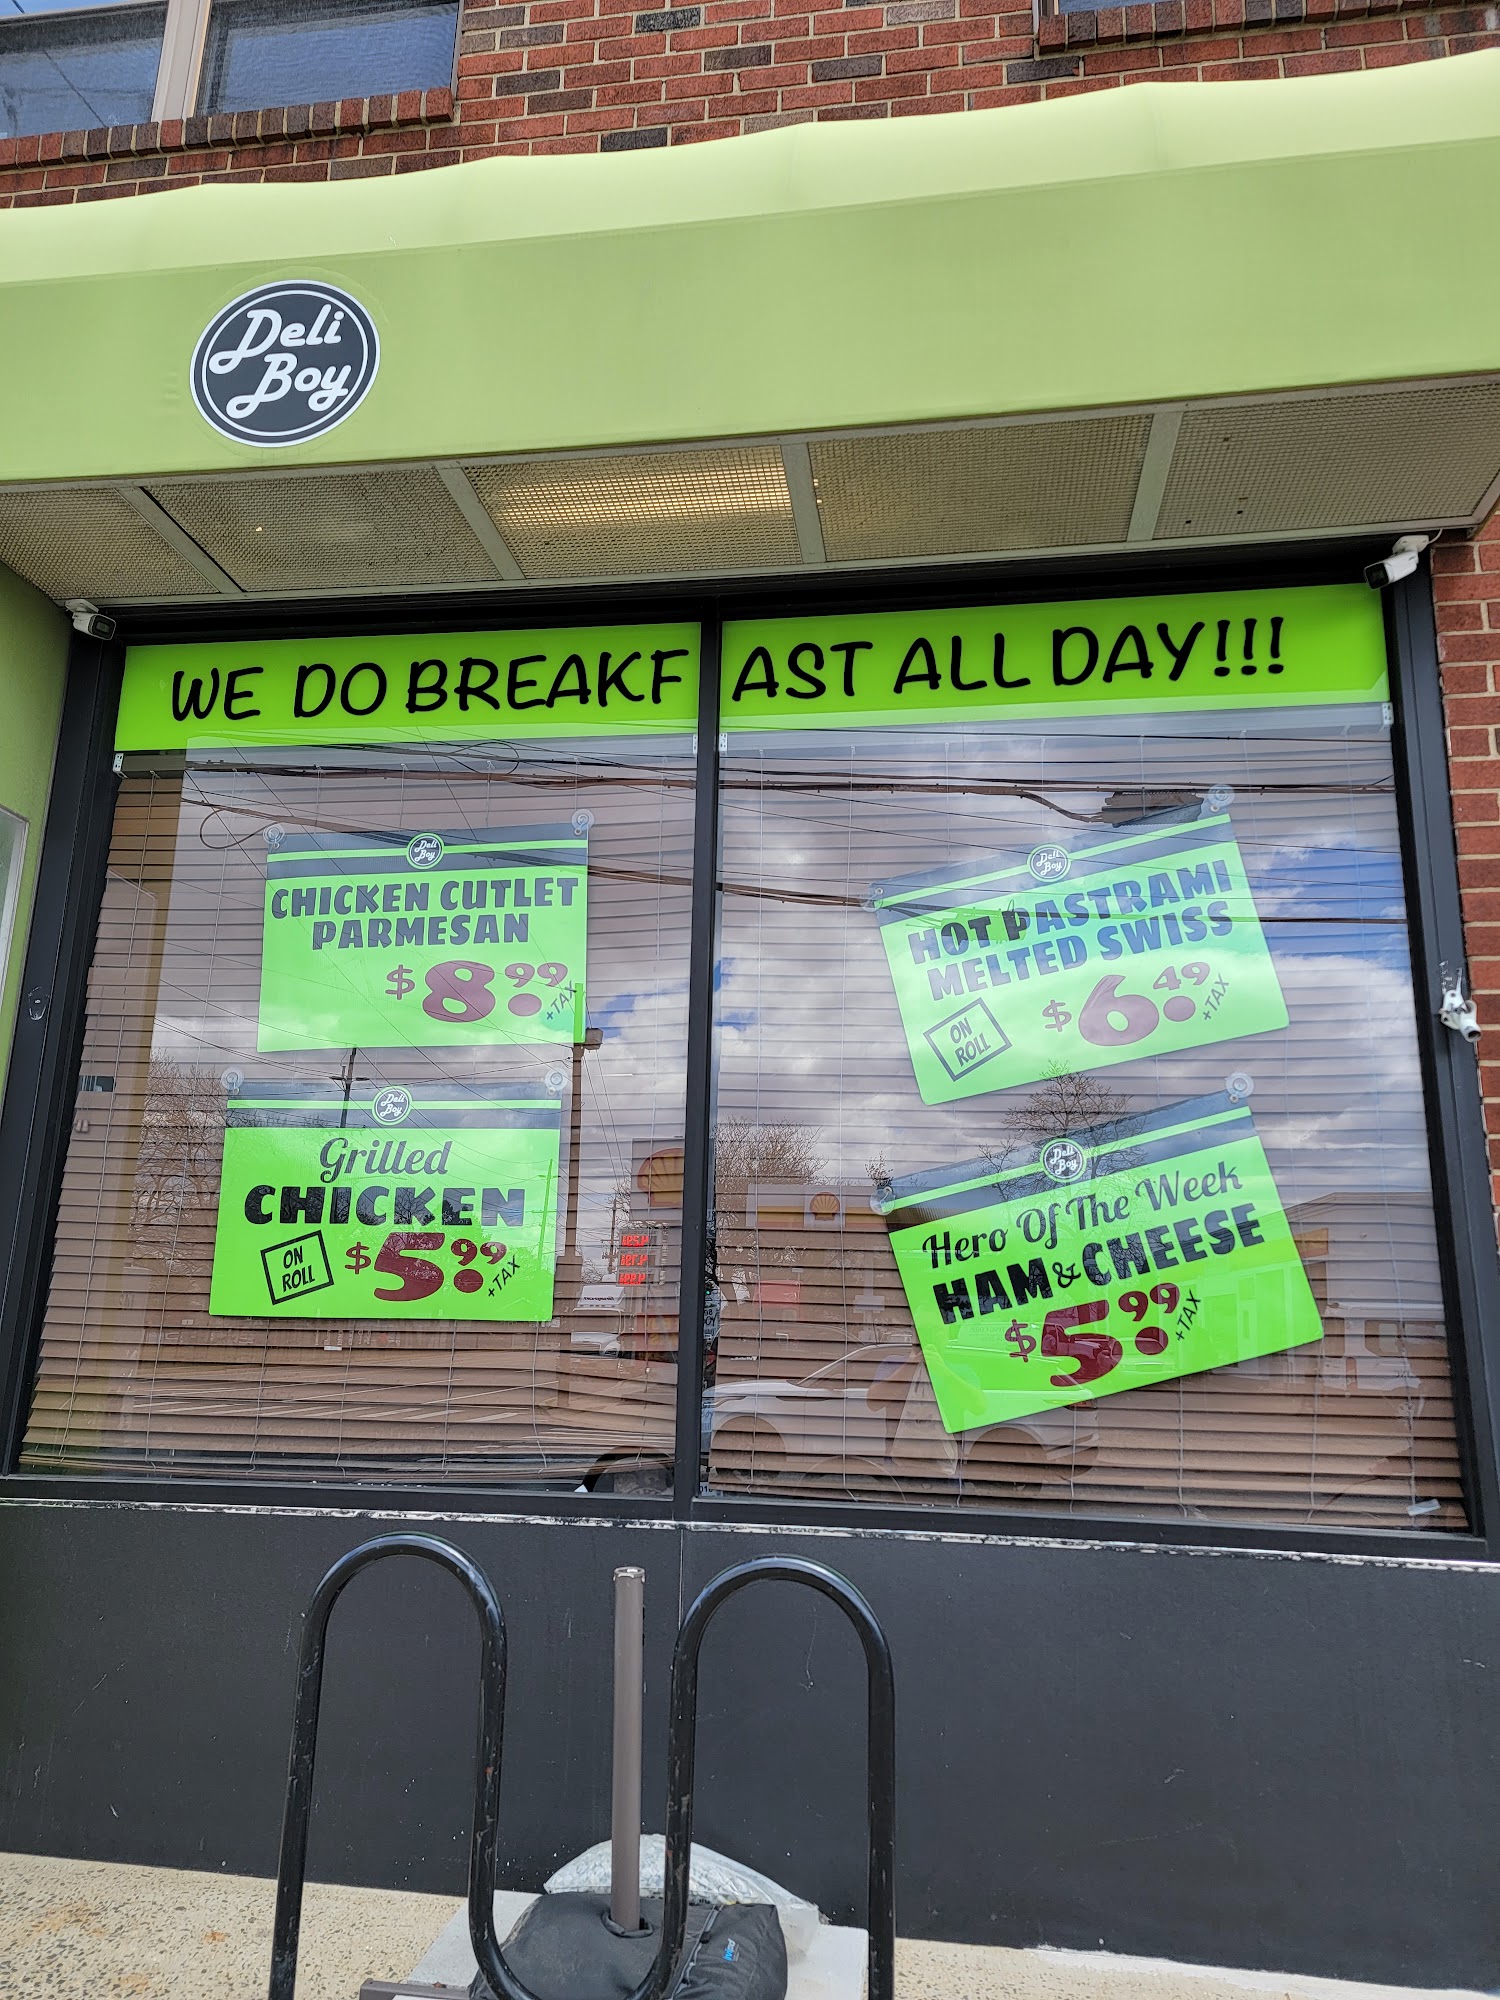 Deli
Boy
WE DO BREAKFAST ALL DAY!!!
Deli
Boy
CHICKEN CUTLET
PARMESAN
$8.99
+TAX
Deli
Boy
Grilled
CHICKEN
ON
ROLL
$5.99
+TAX
Deli
Boy
HOT PASTRAMI
MELTED SWISS
ON
ROLL
$6.49
+TAX
Deli
Boy
Hero Of The Week
HAM & CHEESE
$5.99
+TAX